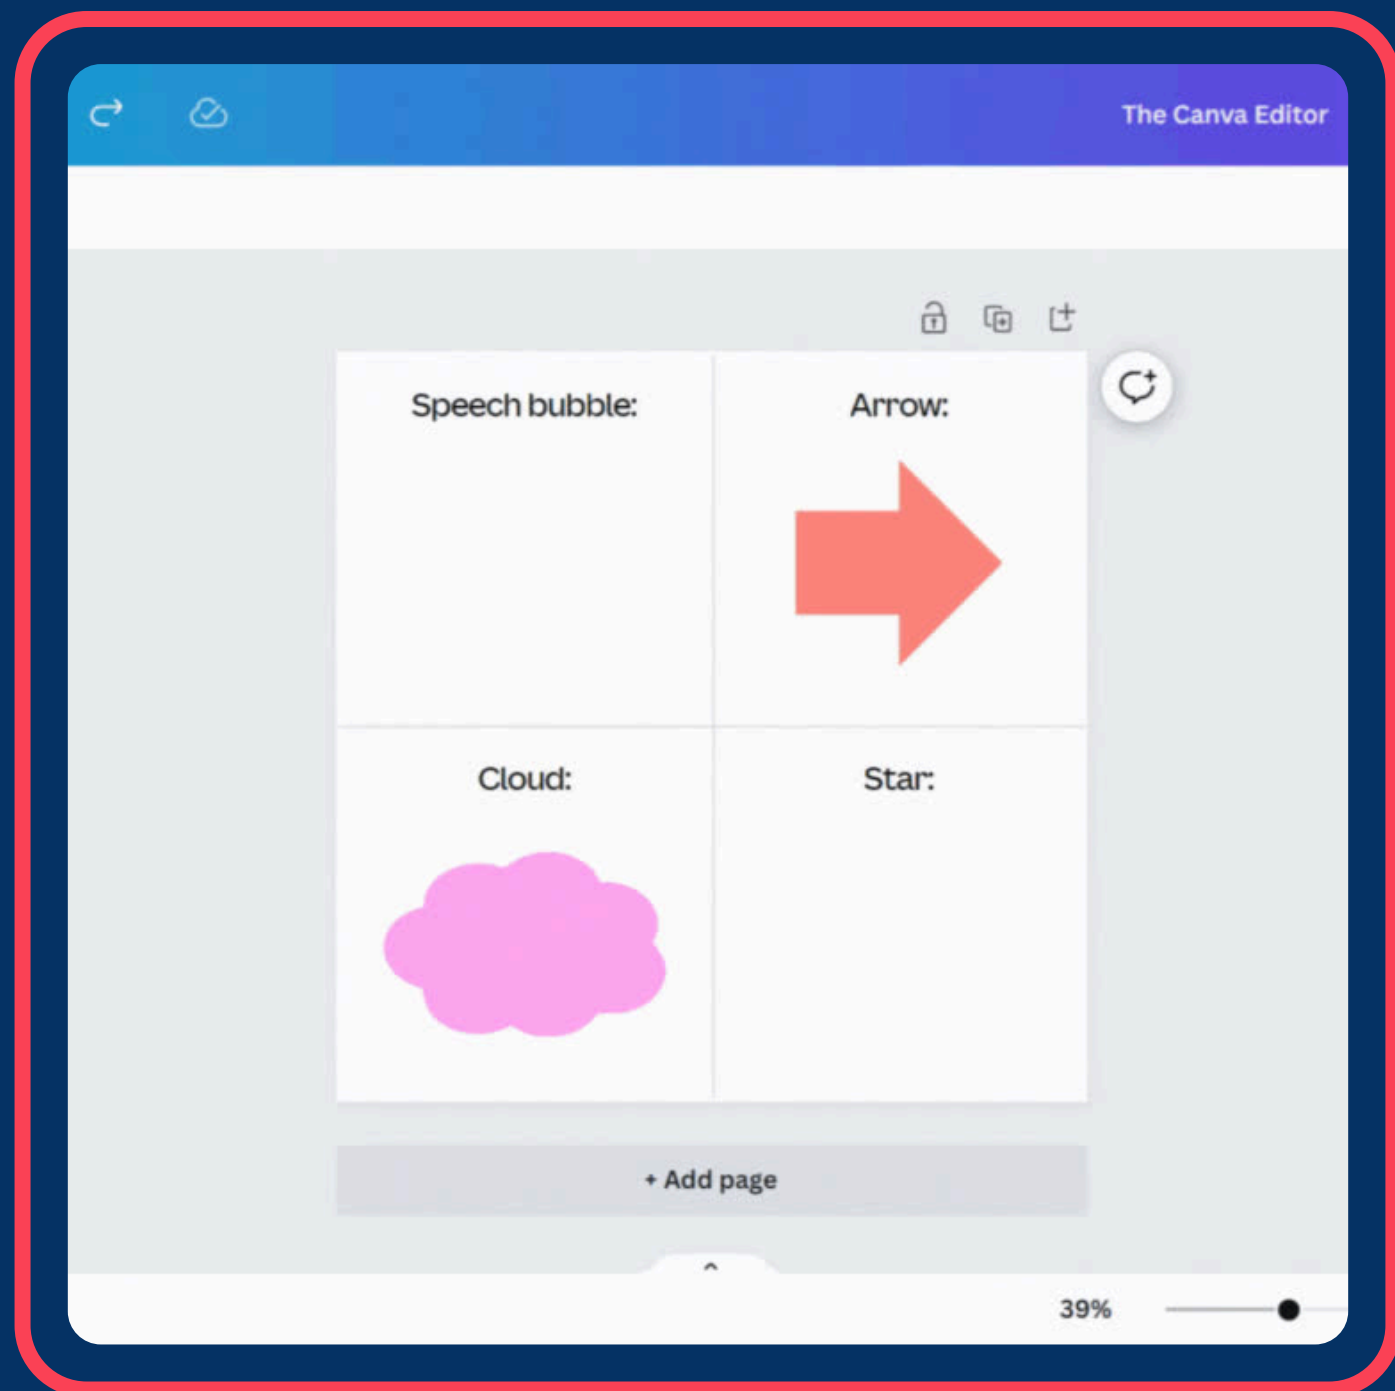 The Canva Editor
Speech bubble:
Arrow:
Cloud:
Star:
+ Add page
39%